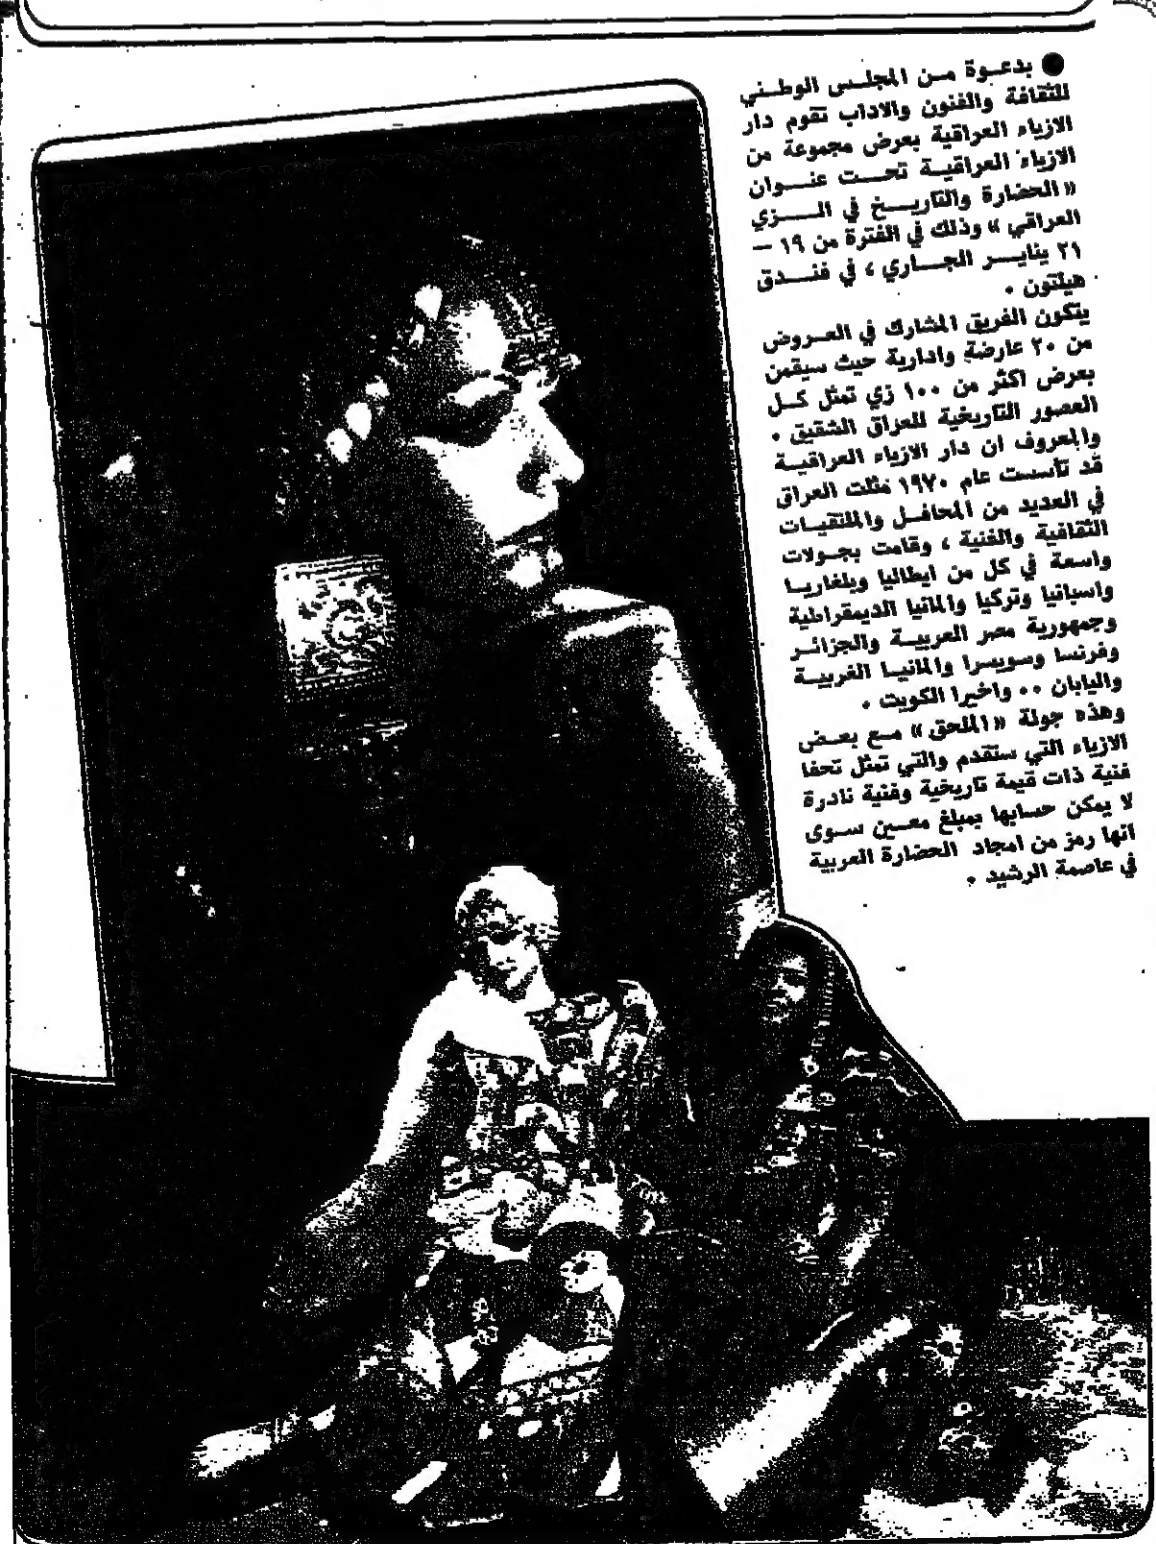 ● بدعوة من المجلس الوطني
للثقافة والفنون والاداب تقوم دار
الازياء العراقية بعرض مجموعة من
الازياء العراقية تحت عنوان
«الحضارة والتاريخ في الزي
العراقي» وذلك في الفترة من ١٩ —
٢١ يناير الجاري ، في فندق
هيلتون .
يتكون الفريق المشارك في العروض
من ٢٠ عارضة وادارية حيث سيقمن
بعرض اكثر من ١٠٠ زي تمثل كل
العصور التاريخية للعراق الشقيق .
والمعروف ان دار الازياء العراقية
قد تأسست عام ١٩٧٠ مثلت العراق
في العديد من المحافل والملتقيات
الثقافية والفنية ، وقامت بجولات
واسعة في كل من ايطاليا وبلغاريا
واسبانيا وتركيا والمانيا الديمقراطية
وجمهورية مصر العربية والجزائر
وفرنسا وسويسرا والمانيا الغربية
واليابان .. واخيرا الكويت .
وهذه جولة «الملحق» مع بعض
الازياء التي ستقدم والتي تمثل تحفا
فنية ذات قيمة تاريخية وفنية نادرة
لا يمكن حسابها بمبلغ معين سوى
انها رمز من امجاد الحضارة العربية
في عاصمة الرشيد .